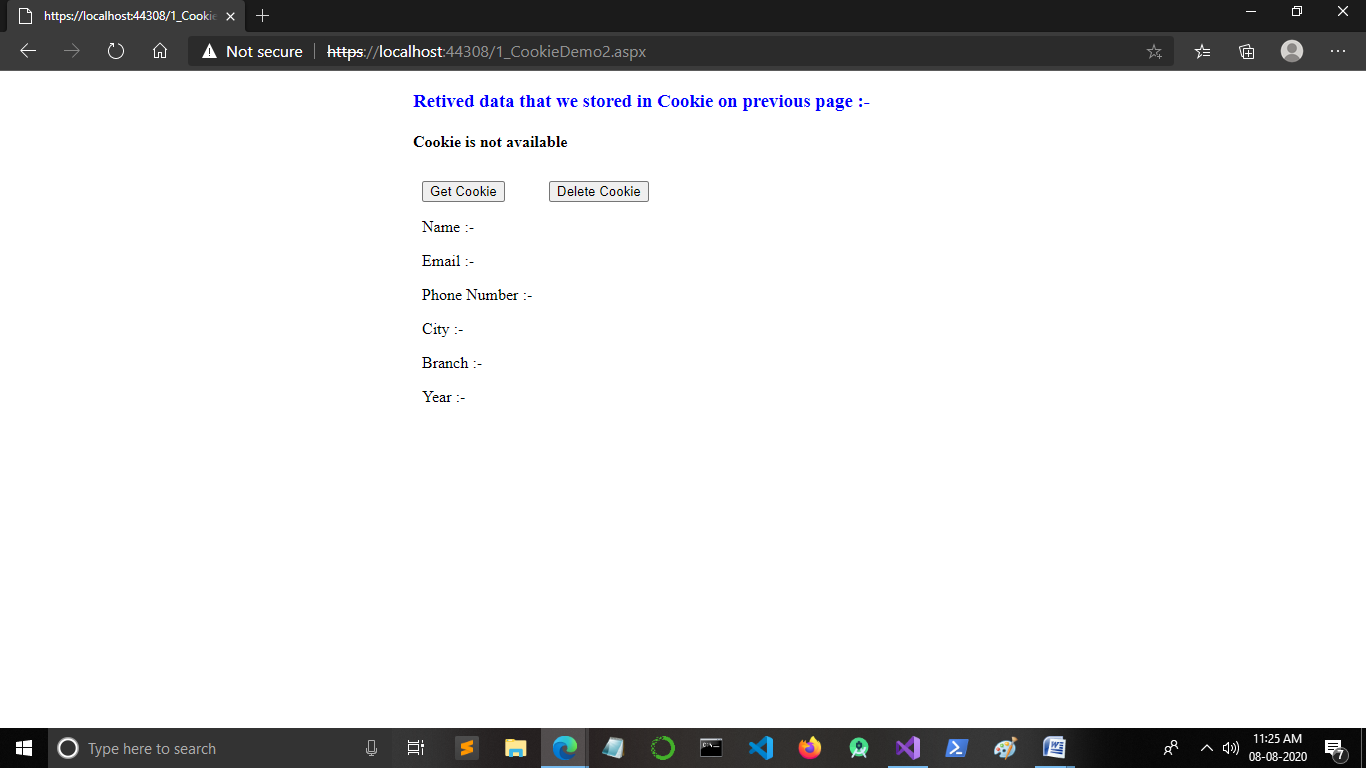 https://localhost:44308/1_Cookie
Not secure
https://localhost:44308/1_CookieDemo2.aspx
Retived data that we stored in Cookie on previous page :-
Cookie is not available
Get Cookie
Delete Cookie
Name :-
Email :-
Phone Number :-
City :-
Branch :-
Year :-
Type here to search
11:25 AM
08-08-2020
7